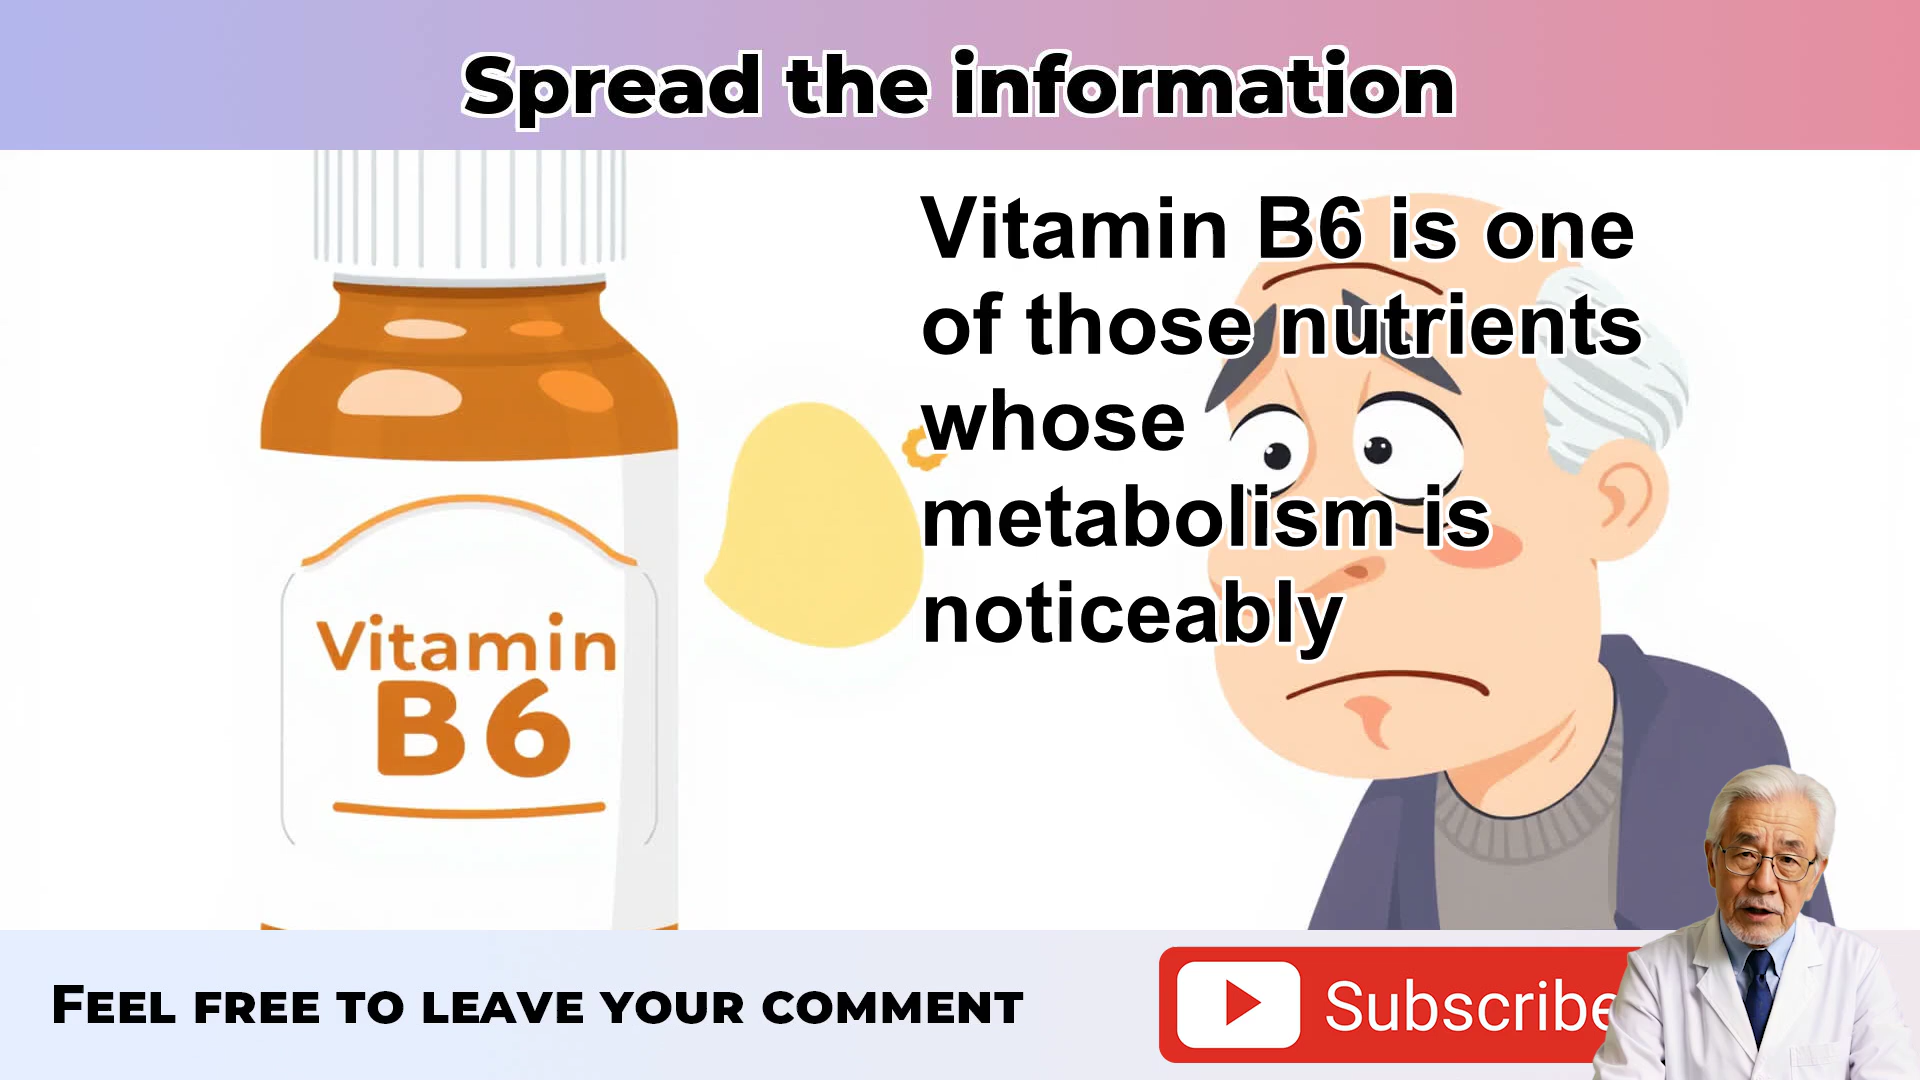 Spread the information
Vitamin B6 is one
of those nutrients
whose
metabolism is
noticeably
Vitamin
B6
FEEL FREE TO LEAVE YOUR COMMENT
Subscribe